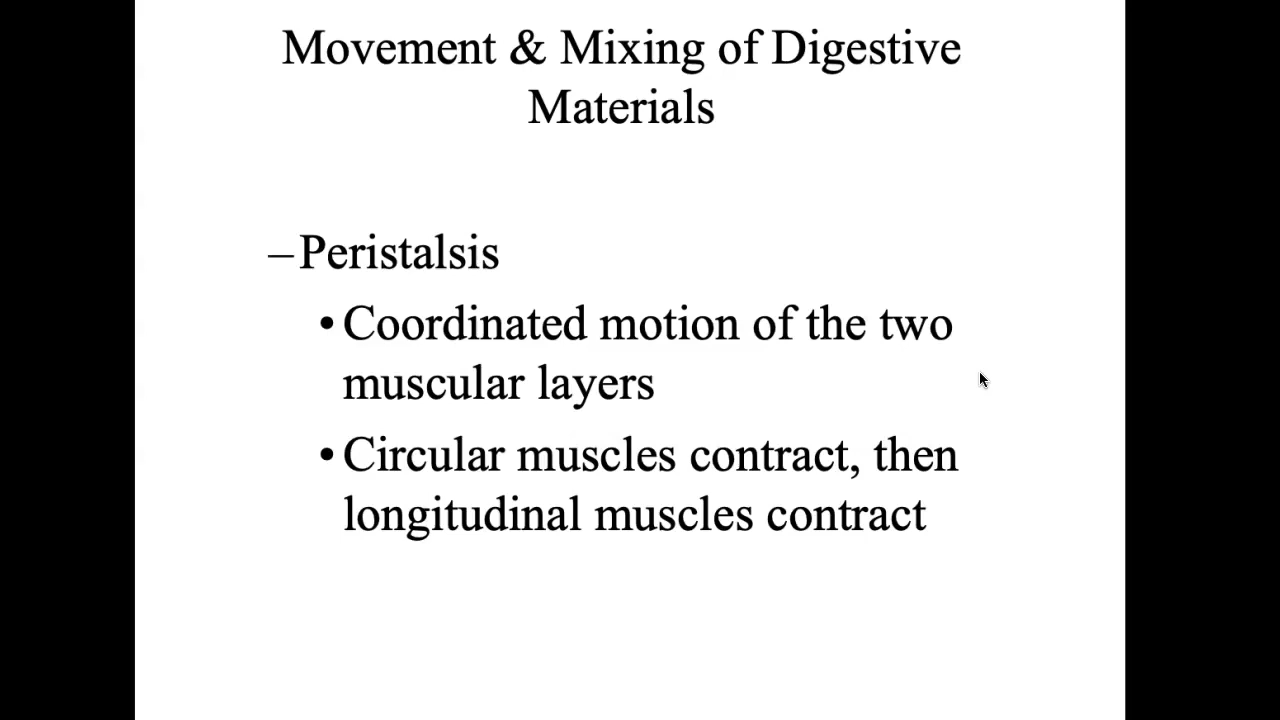 Movement & Mixing of Digestive
Materials
–Peristalsis
•Coordinated motion of the two
muscular layers
•Circular muscles contract, then
longitudinal muscles contract